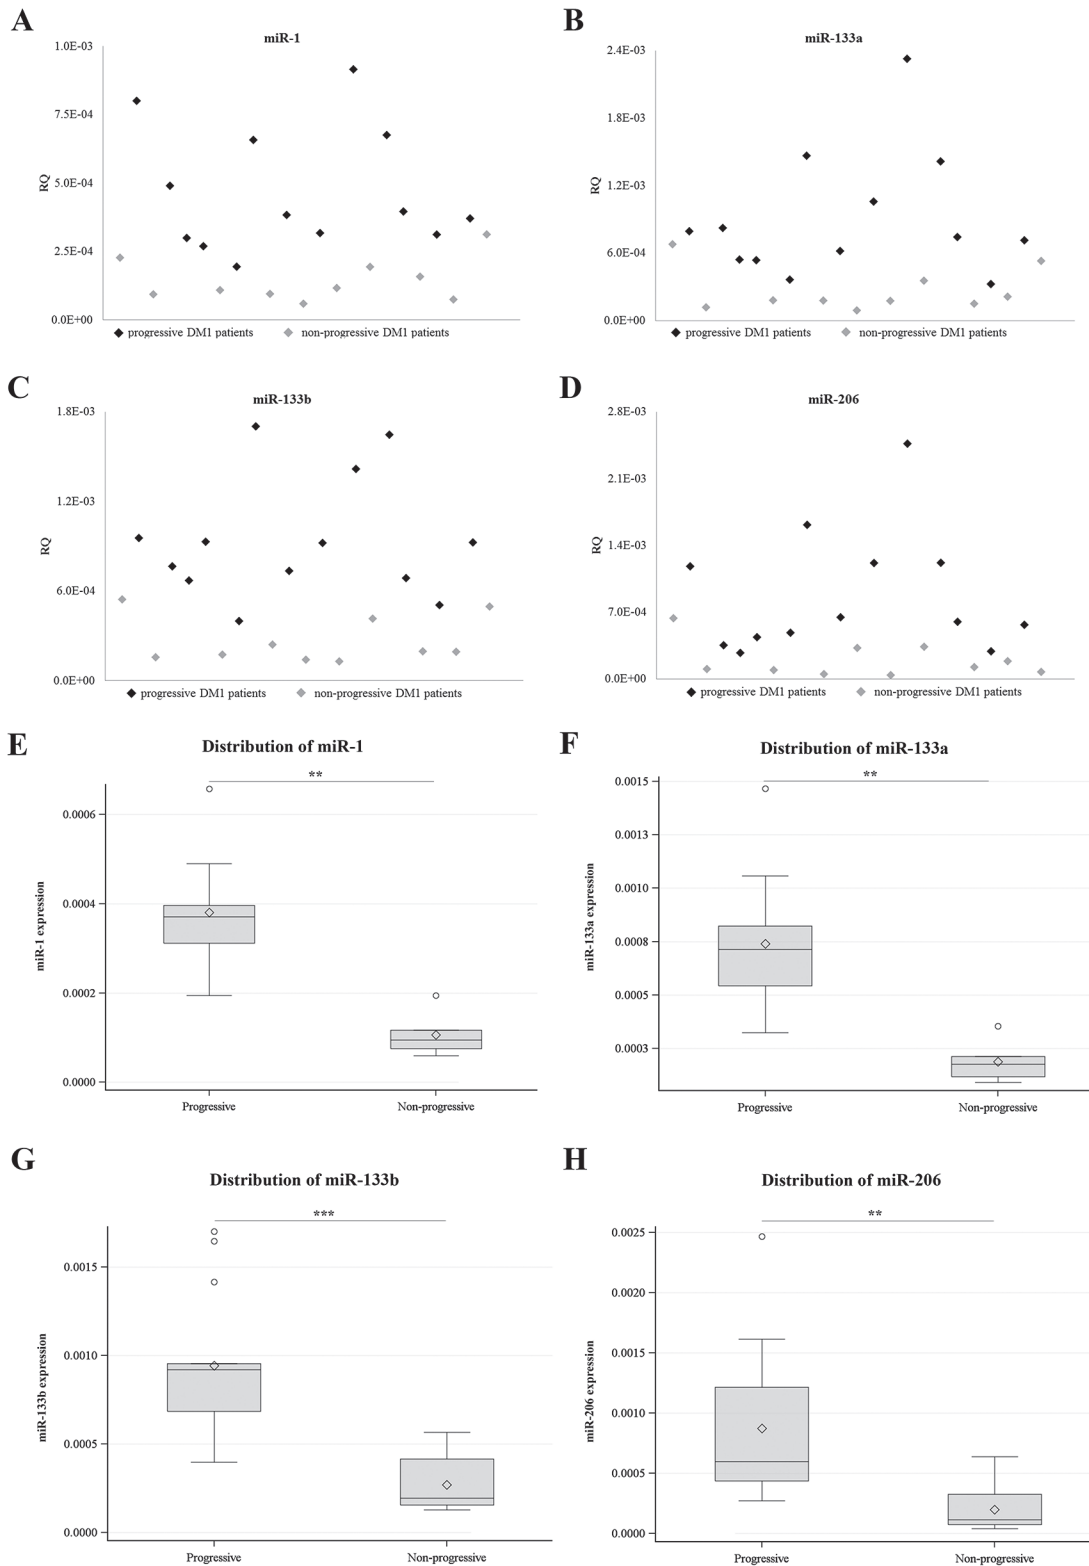 A
miR-1
1.0E-03
7.5E-04
5.0E-04
2.5E-04
0.0E+00
RQ
progressive DM1 patients
non-progressive DM1 patients
B
miR-133a
2.4E-03
1.8E-03
1.2E-03
6.0E-04
0.0E+00
RQ
progressive DM1 patients
non-progressive DM1 patients
C
miR-133b
1.8E-03
1.2E-03
6.0E-04
0.0E+00
RQ
progressive DM1 patients
non-progressive DM1 patients
D
miR-206
2.8E-03
2.1E-03
1.4E-03
7.0E-04
0.0E+00
RQ
progressive DM1 patients
non-progressive DM1 patients
E
Distribution of miR-1
**
0.0006
0.0004
0.0002
0.0000
miR-1 expression
Progressive
Non-progressive
F
Distribution of miR-133a
**
0.0015
0.0013
0.0010
0.0008
0.0005
0.0003
miR-133a expression
Progressive
Non-progressive
G
Distribution of miR-133b
***
0.0015
0.0010
0.0005
0.0000
miR-133b expression
Progressive
Non-progressive
H
Distribution of miR-206
**
0.0025
0.0020
0.0015
0.0010
0.0005
0.0000
miR-206 expression
Progressive
Non-progressive